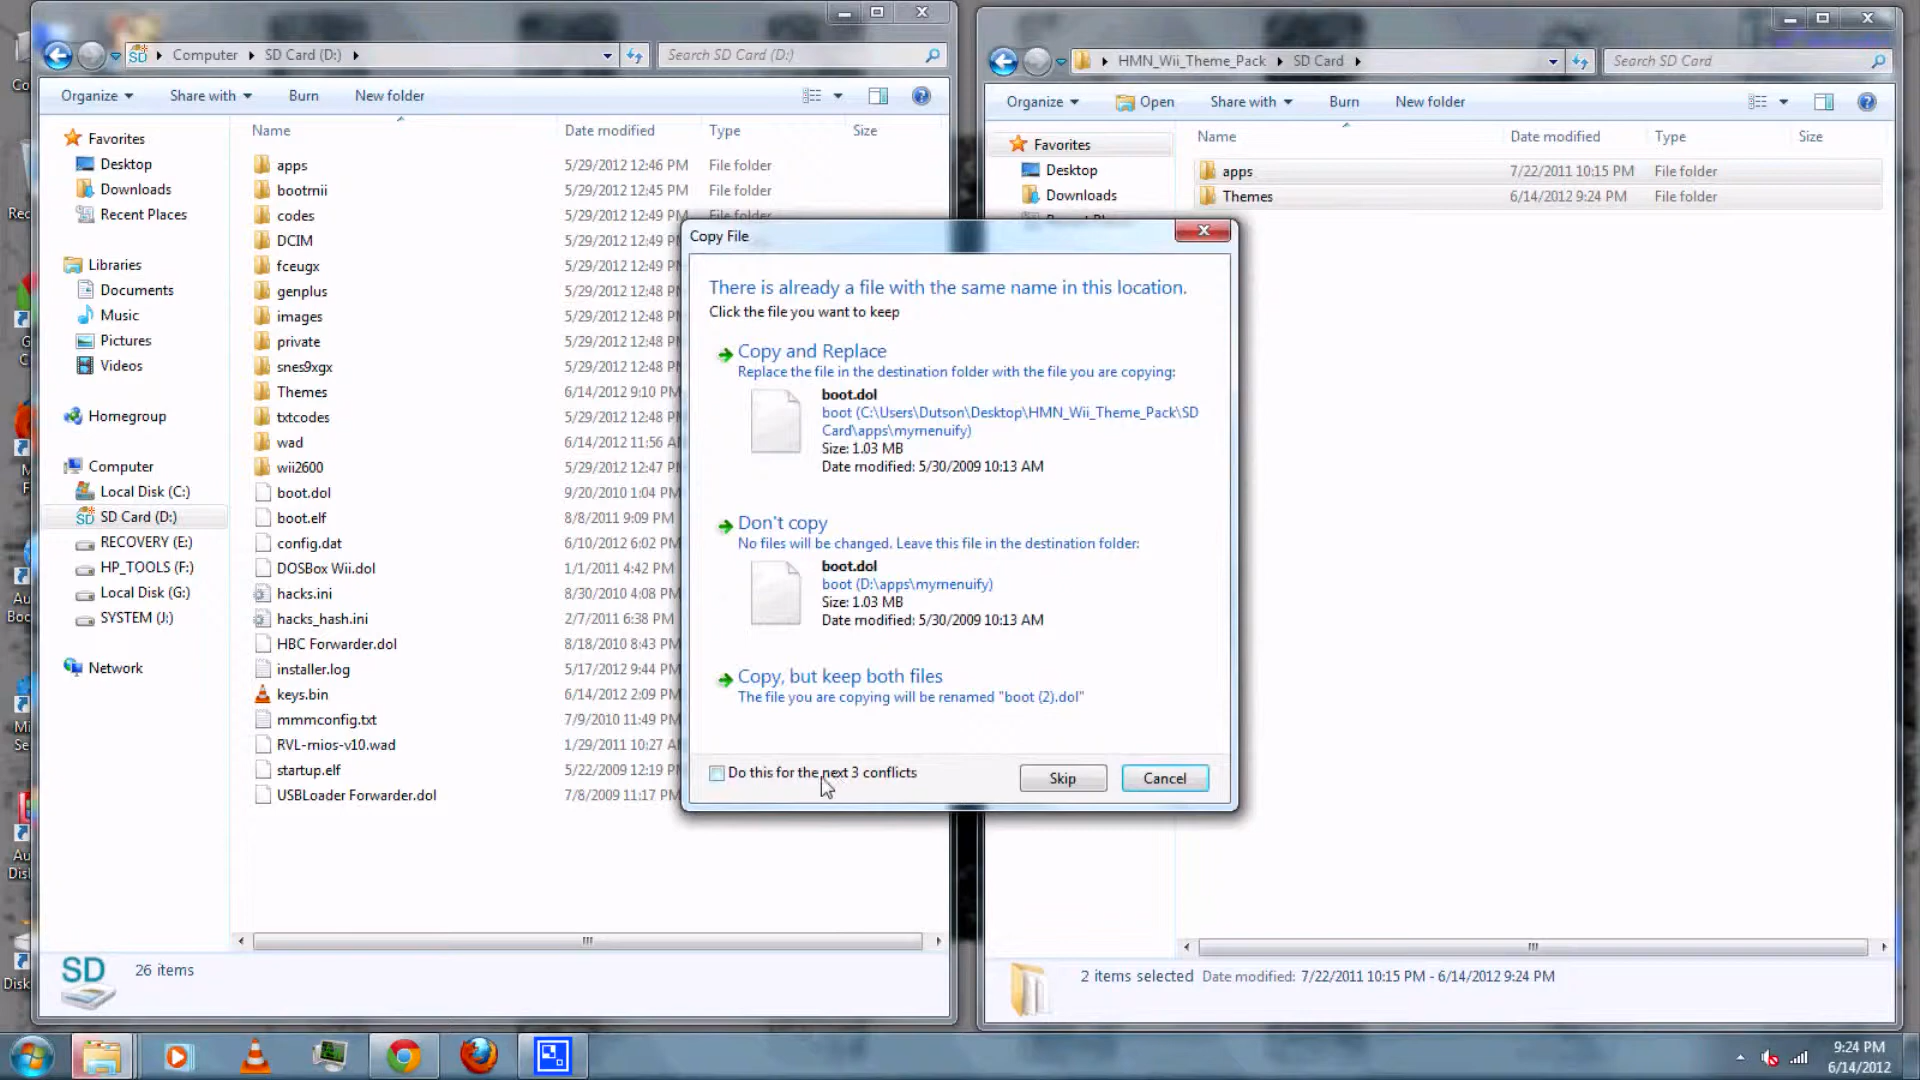 Computer
SD Card (D:)
Search SD Card (D:)
Organize
Share with
Burn
New folder
Name
Date modified
Type
Size
Favorites
Desktop
Downloads
Recent Places
Libraries
Documents
Music
Pictures
Videos
Homegroup
Computer
Local Disk (C:)
SD Card (D:)
RECOVERY (E:)
HP_TOOLS (F:)
Local Disk (G:)
SYSTEM (J:)
Network
apps 5/29/2012 12:46 PM File folder
bootmii 5/29/2012 12:45 PM File folder
codes 5/29/2012 12:49 PM File folder
DCIM 5/29/2012 12:49 P
fceugx 5/29/2012 12:49 P
genplus 5/29/2012 12:48 P
images 5/29/2012 12:48 P
private 5/29/2012 12:48 P
snes9xgx 5/29/2012 12:48 P
Themes 6/14/2012 9:10 PM
txtcodes 5/29/2012 12:48 P
wad 6/14/2012 11:56 A
wii2600 5/29/2012 12:47 P
boot.dol 9/20/2010 1:04 PM
boot.elf 8/8/2011 9:09 PM
config.dat 6/10/2012 6:02 PM
DOSBox Wii.dol 1/1/2011 4:42 PM
hacks.ini 8/30/2010 4:08 PM
hacks_hash.ini 2/7/2011 6:38 PM
HBC Forwarder.dol 8/18/2010 8:43 PM
installer.log 5/17/2012 9:44 PM
keys.bin 6/14/2012 2:09 PM
mmmconfig.txt 7/9/2010 11:49 PM
RVL-mios-v10.wad 1/29/2011 10:27 A
startup.elf 5/22/2009 12:19 P
USBLoader Forwarder.dol 7/8/2009 11:17 PM
SD
26 items
HMN_Wii_Theme_Pack
SD Card
Search SD Card
Organize
Open
Share with
Burn
New folder
Name
Date modified
Type
Size
Favorites
Desktop
Downloads
apps 7/22/2011 10:15 PM File folder
Themes 6/14/2012 9:24 PM File folder
2 items selected Date modified: 7/22/2011 10:15 PM - 6/14/2012 9:24 PM
Copy File
There is already a file with the same name in this location.
Click the file you want to keep
Copy and Replace
Replace the file in the destination folder with the file you are copying:
boot.dol
boot (C:\Users\Dutson\Desktop\HMN_Wii_Theme_Pack\SD
Card\apps\mymenuify)
Size: 1.03 MB
Date modified: 5/30/2009 10:13 AM
Don't copy
No files will be changed. Leave this file in the destination folder:
boot.dol
boot (D:\apps\mymenuify)
Size: 1.03 MB
Date modified: 5/30/2009 10:13 AM
Copy, but keep both files
The file you are copying will be renamed "boot (2).dol"
Do this for the next 3 conflicts
Skip
Cancel
9:24 PM
6/14/2012